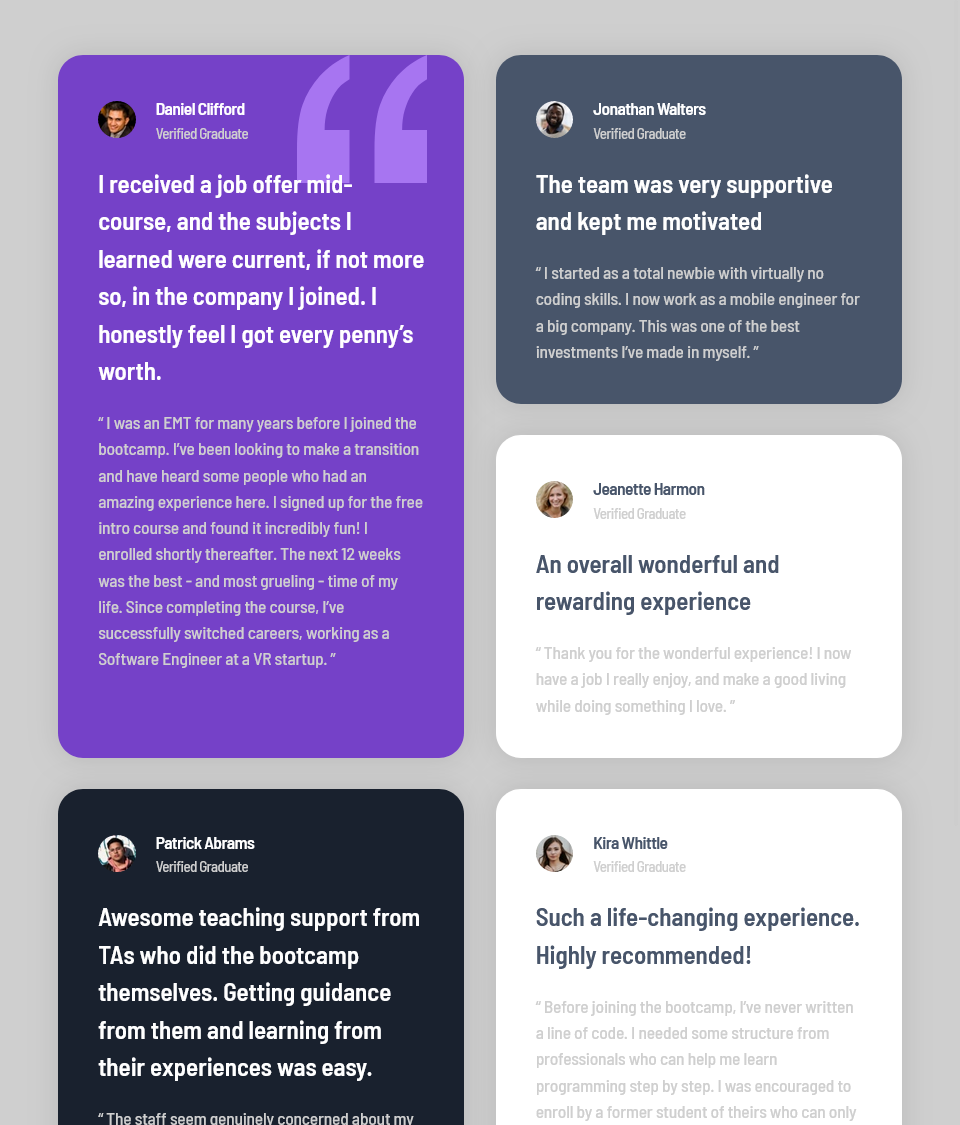 Daniel Clifford
Verified Graduate
I received a job offer mid-
course, and the subjects I
learned were current, if not more
so, in the company I joined. I
honestly feel I got every penny’s
worth.
“ I was an EMT for many years before I joined the
bootcamp. I’ve been looking to make a transition
and have heard some people who had an
amazing experience here. I signed up for the free
intro course and found it incredibly fun! I
enrolled shortly thereafter. The next 12 weeks
was the best - and most grueling - time of my
life. Since completing the course, I’ve
successfully switched careers, working as a
Software Engineer at a VR startup. ”
Jonathan Walters
Verified Graduate
The team was very supportive
and kept me motivated
“ I started as a total newbie with virtually no
coding skills. I now work as a mobile engineer for
a big company. This was one of the best
investments I’ve made in myself. ”
Jeanette Harmon
Verified Graduate
An overall wonderful and
rewarding experience
“ Thank you for the wonderful experience! I now
have a job I really enjoy, and make a good living
while doing something I love. ”
Patrick Abrams
Verified Graduate
Awesome teaching support from
TAs who did the bootcamp
themselves. Getting guidance
from them and learning from
their experiences was easy.
“ The staff seem genuinely concerned about my
Kira Whittle
Verified Graduate
Such a life-changing experience.
Highly recommended!
“ Before joining the bootcamp, I’ve never written
a line of code. I needed some structure from
professionals who can help me learn
programming step by step. I was encouraged to
enroll by a former student of theirs who can only